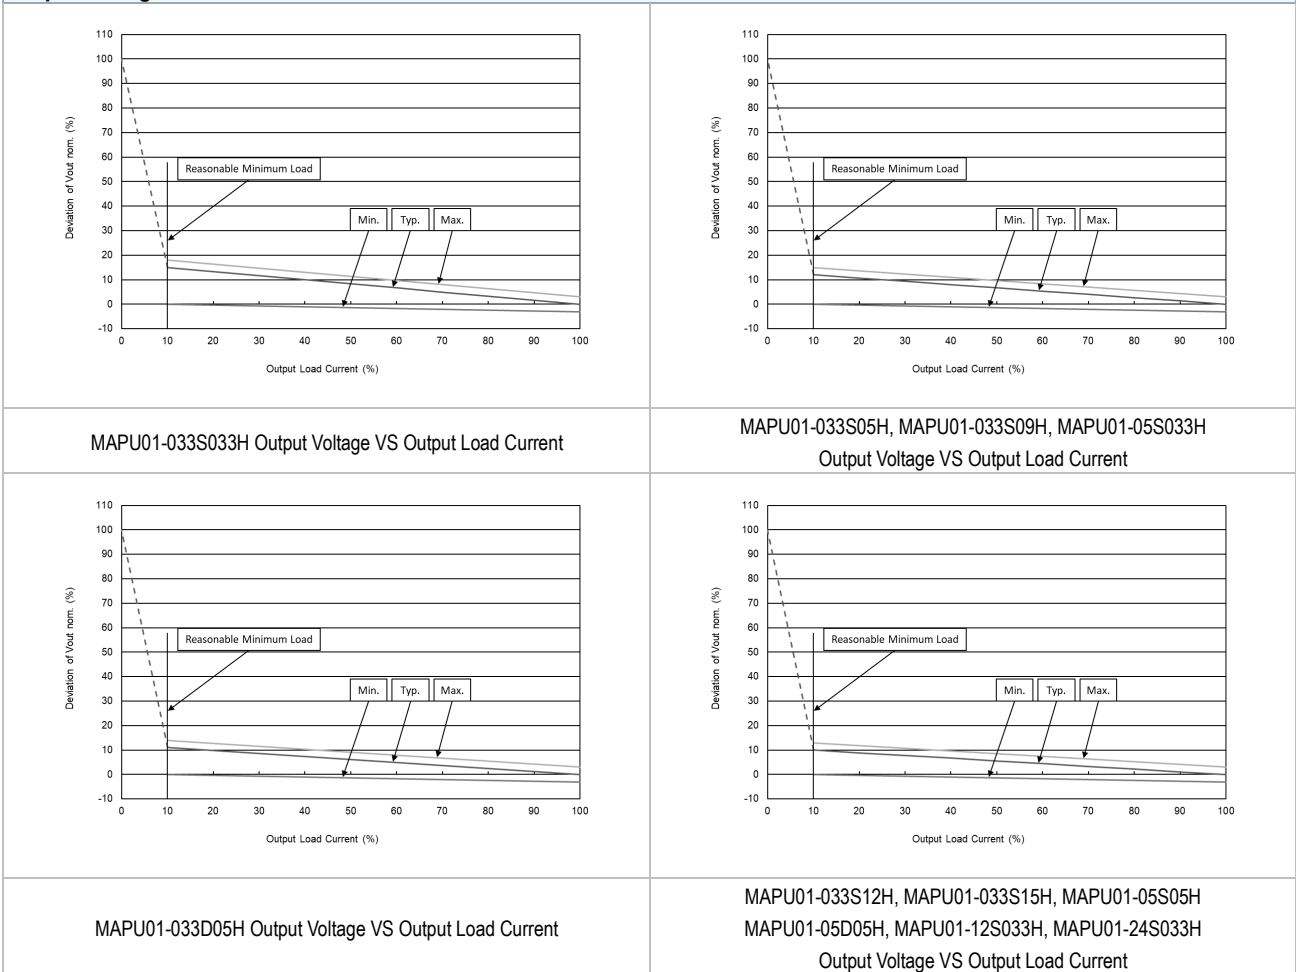 110
100
90
80
70
60
50
40
30
20
10
0
-10
Deviation of Vout nom. (%)
Reasonable Minimum Load
Min.
Typ.
Max.
0 10 20 30 40 50 60 70 80 90 100
Output Load Current (%)
MAPU01-033S033H Output Voltage VS Output Load Current
110
100
90
80
70
60
50
40
30
20
10
0
-10
Deviation of Vout nom. (%)
Reasonable Minimum Load
Min.
Typ.
Max.
0 10 20 30 40 50 60 70 80 90 100
Output Load Current (%)
MAPU01-033S05H, MAPU01-033S09H, MAPU01-05S033H
Output Voltage VS Output Load Current
110
100
90
80
70
60
50
40
30
20
10
0
-10
Deviation of Vout nom. (%)
Reasonable Minimum Load
Min.
Typ.
Max.
0 10 20 30 40 50 60 70 80 90 100
Output Load Current (%)
MAPU01-033D05H Output Voltage VS Output Load Current
110
100
90
80
70
60
50
40
30
20
10
0
-10
Deviation of Vout nom. (%)
Reasonable Minimum Load
Min.
Typ.
Max.
0 10 20 30 40 50 60 70 80 90 100
Output Load Current (%)
MAPU01-033S12H, MAPU01-033S15H, MAPU01-05S05H
MAPU01-05D05H, MAPU01-12S033H, MAPU01-24S033H
Output Voltage VS Output Load Current